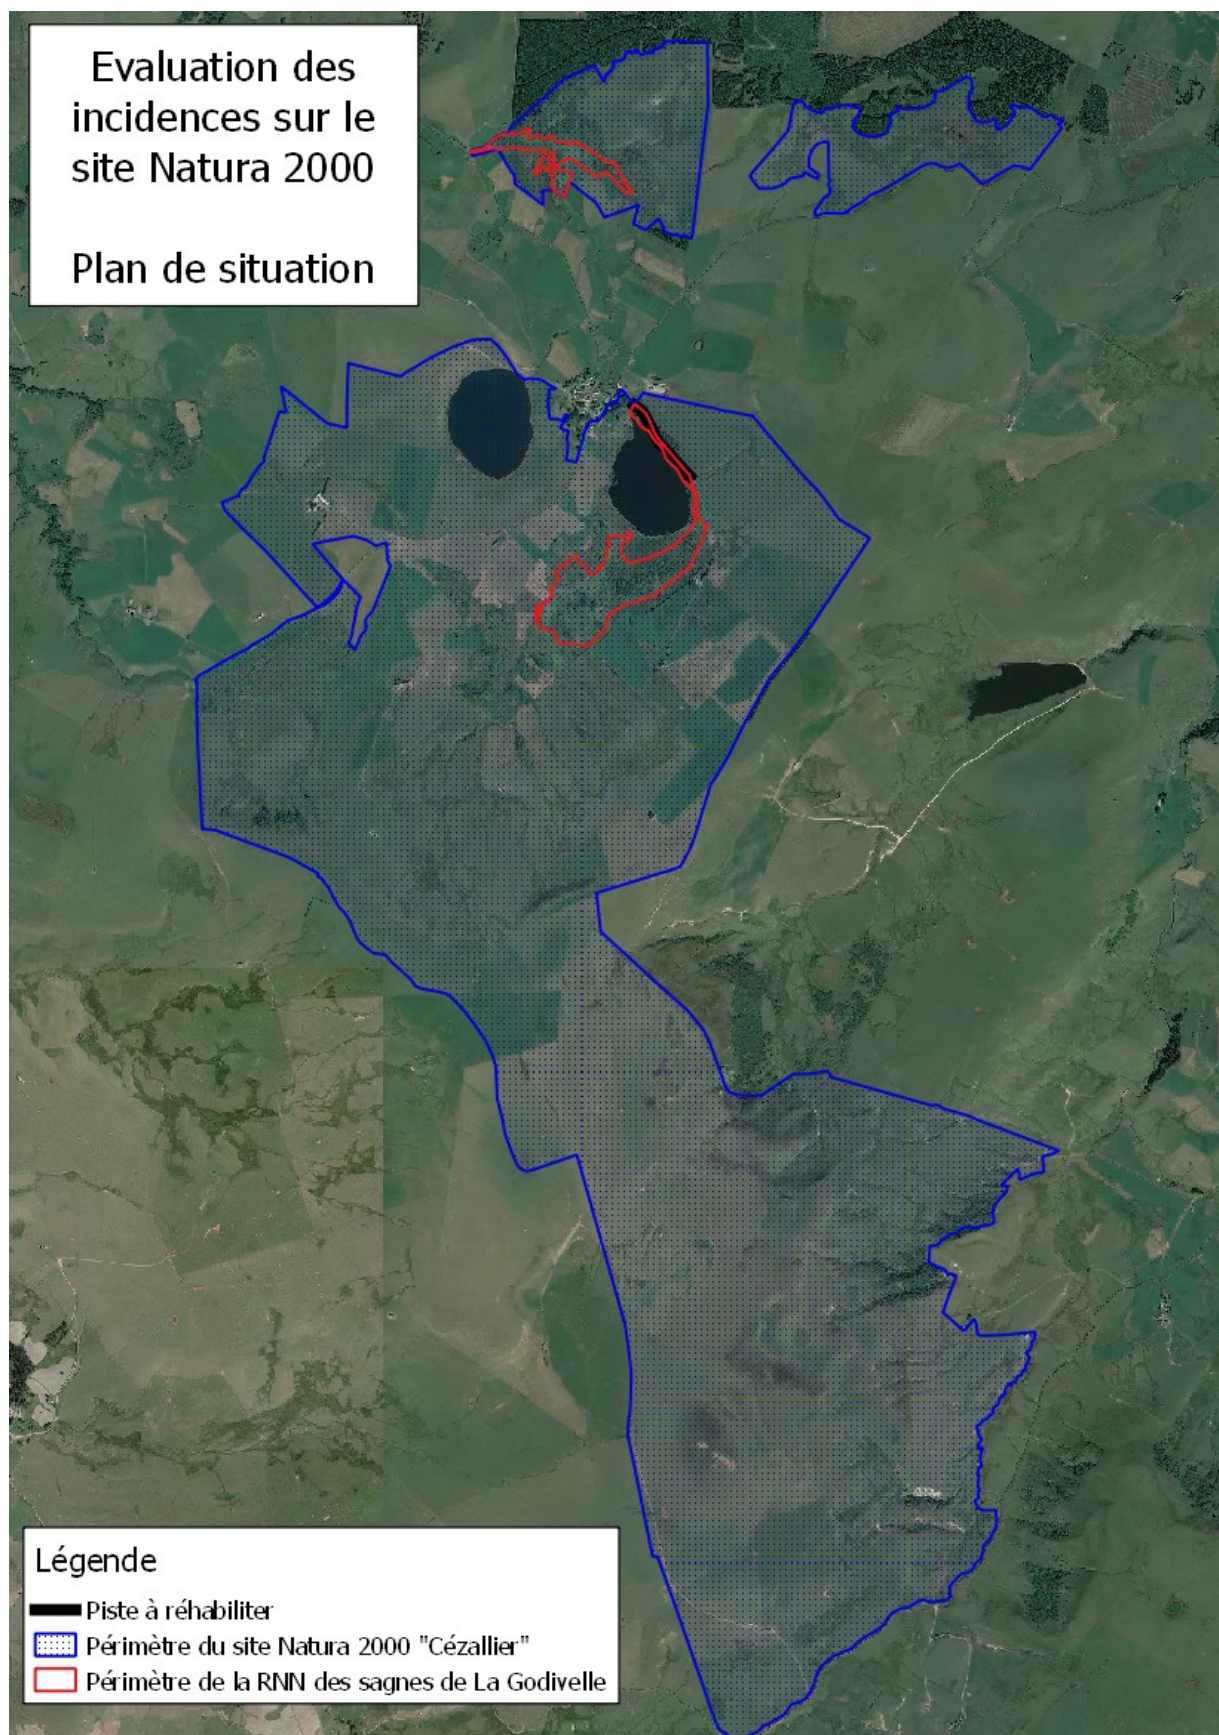 Evaluation des
incidences sur le
site Natura 2000
Plan de situation
Légende
Piste à réhabiliter
Périmètre du site Natura 2000 "Cézallier"
Périmètre de la RNN des sagnes de La Godivelle